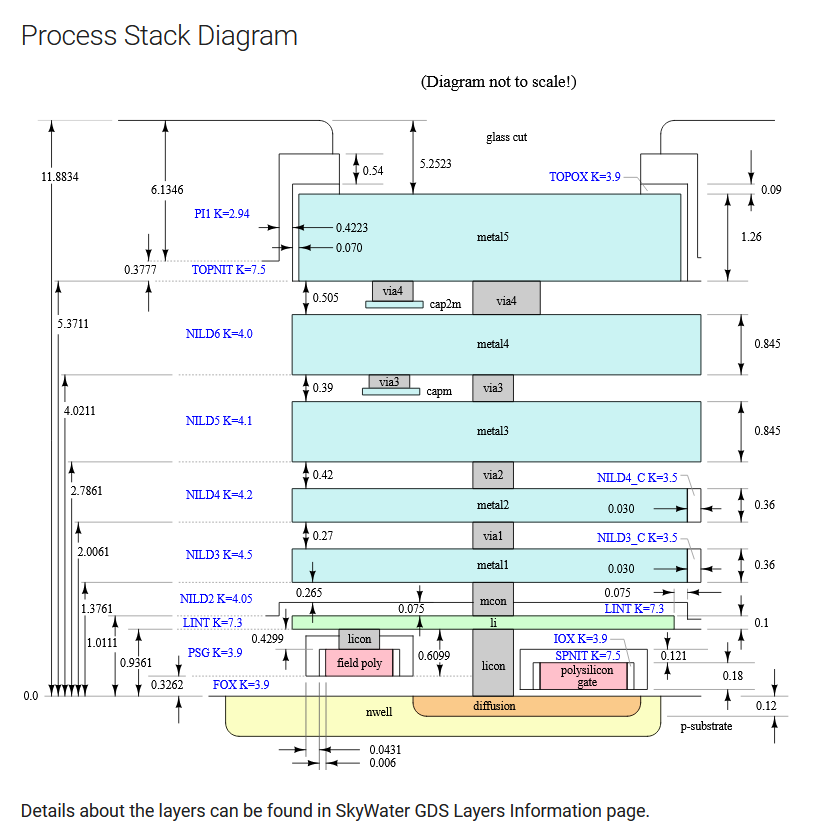 Process Stack Diagram
(Diagram not to scale!)
glass cut
11.8834
6.1346
0.54
5.2523
TOPOX K=3.9
0.09
PI1 K=2.94
0.4223
metal5
1.26
0.070
0.3777
TOPNIT K=7.5
via4
0.505
cap2m
via4
5.3711
NILD6 K=4.0
metal4
0.845
via3
0.39
capm
via3
4.0211
NILD5 K=4.1
metal3
0.845
0.42
via2
NILD4_C K=3.5
2.7861
NILD4 K=4.2
metal2
0.030
0.36
0.27
via1
NILD3_C K=3.5
2.0061
NILD3 K=4.5
metal1
0.030
0.36
0.265
0.075
NILD2 K=4.05
mcon
1.3761
0.075
LINT K=7.3
LINT K=7.3
li
0.1
1.0111
0.4299
licon
IOX K=3.9
PSG K=3.9
0.6099
SPNIT K=7.5
0.121
0.9361
field poly
licon
polysilicon
gate
0.18
0.3262
FOX K=3.9
0.0
diffusion
0.12
nwell
p-substrate
0.0431
0.006
Details about the layers can be found in SkyWater GDS Layers Information page.